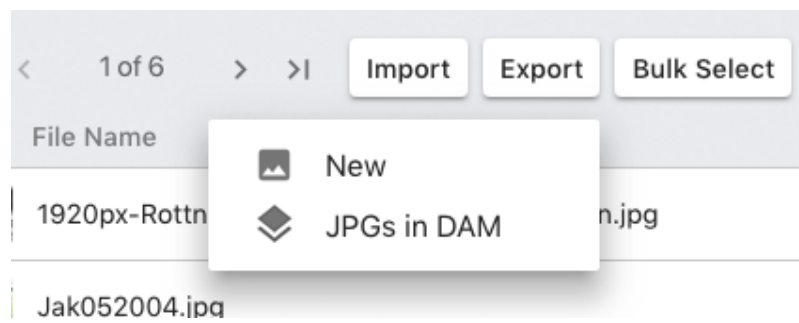 1 of 6 Import Export Bulk Select
File Name
New
1920px-Rottn n.jpg
JPGs in DAM
Jak052004.jpg